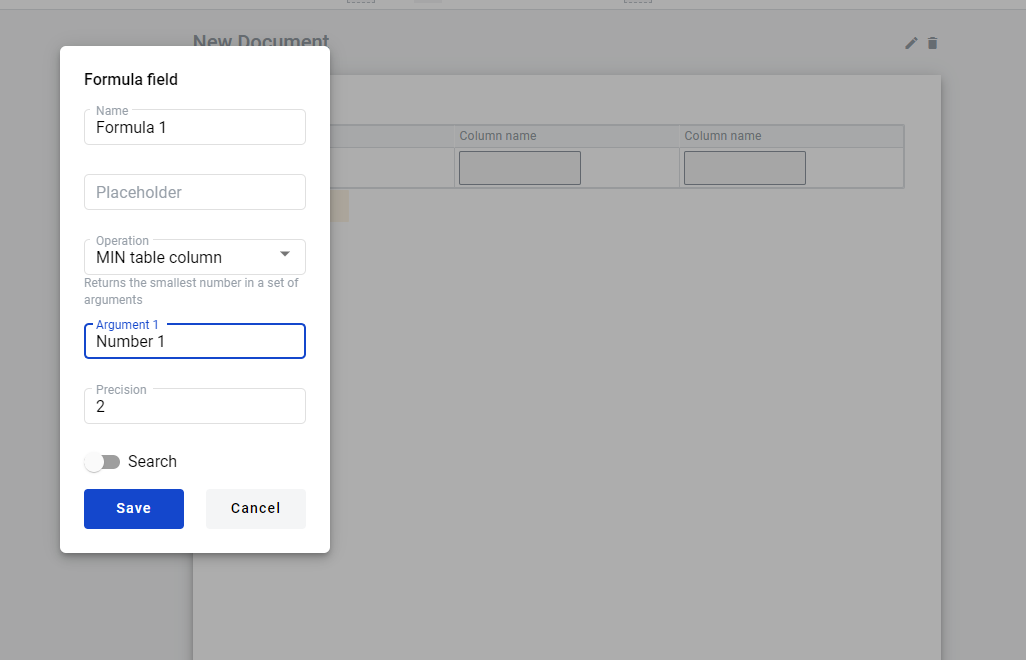 New Document
Formula field
Name
Formula 1
Column name
Column name
Placeholder
Operation
MIN table column
Returns the smallest number in a set of
arguments
Argument 1
Number 1
Precision
2
Search
Save
Cancel